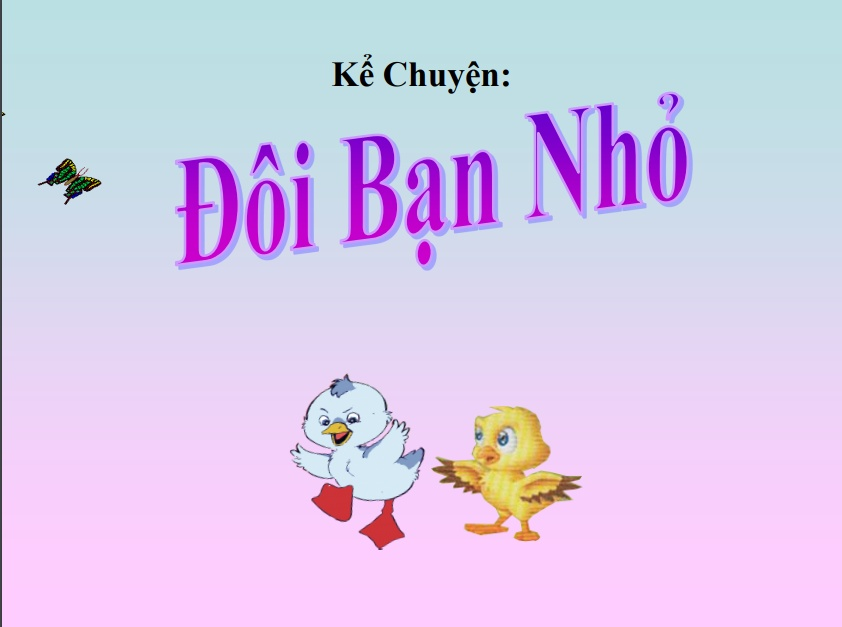 Kể Chuyện:
Đôi Bạn Nhỏ